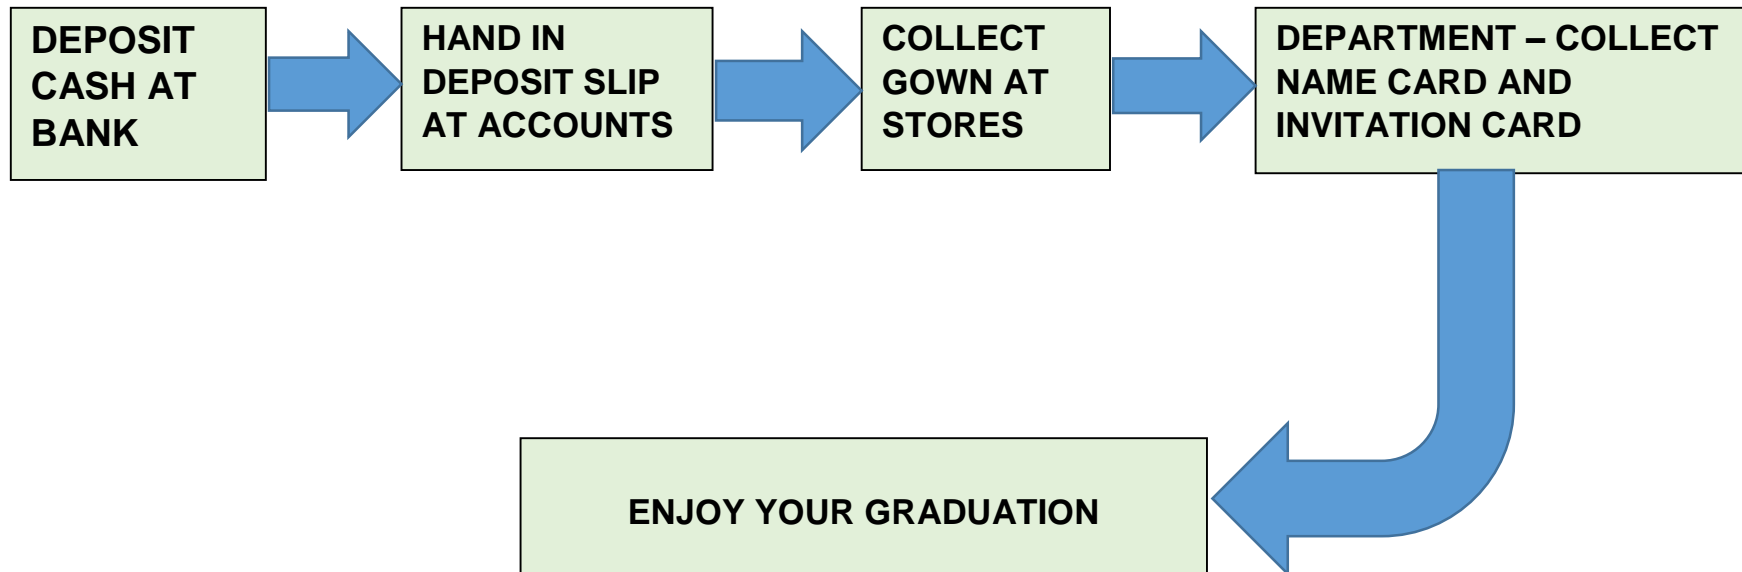 DEPOSIT
CASH AT
BANK
HAND IN
DEPOSIT SLIP
AT ACCOUNTS
COLLECT
GOWN AT
STORES
DEPARTMENT – COLLECT
NAME CARD AND
INVITATION CARD
ENJOY YOUR GRADUATION